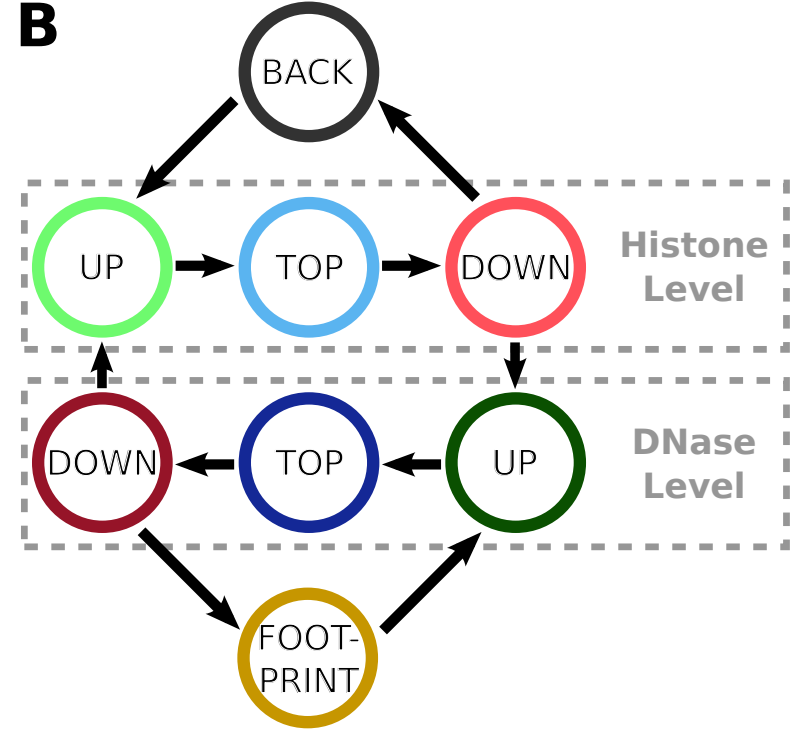 B
BACK
UP
TOP
DOWN
Histone
Level
DOWN
TOP
UP
DNase
Level
FOOT-
PRINT